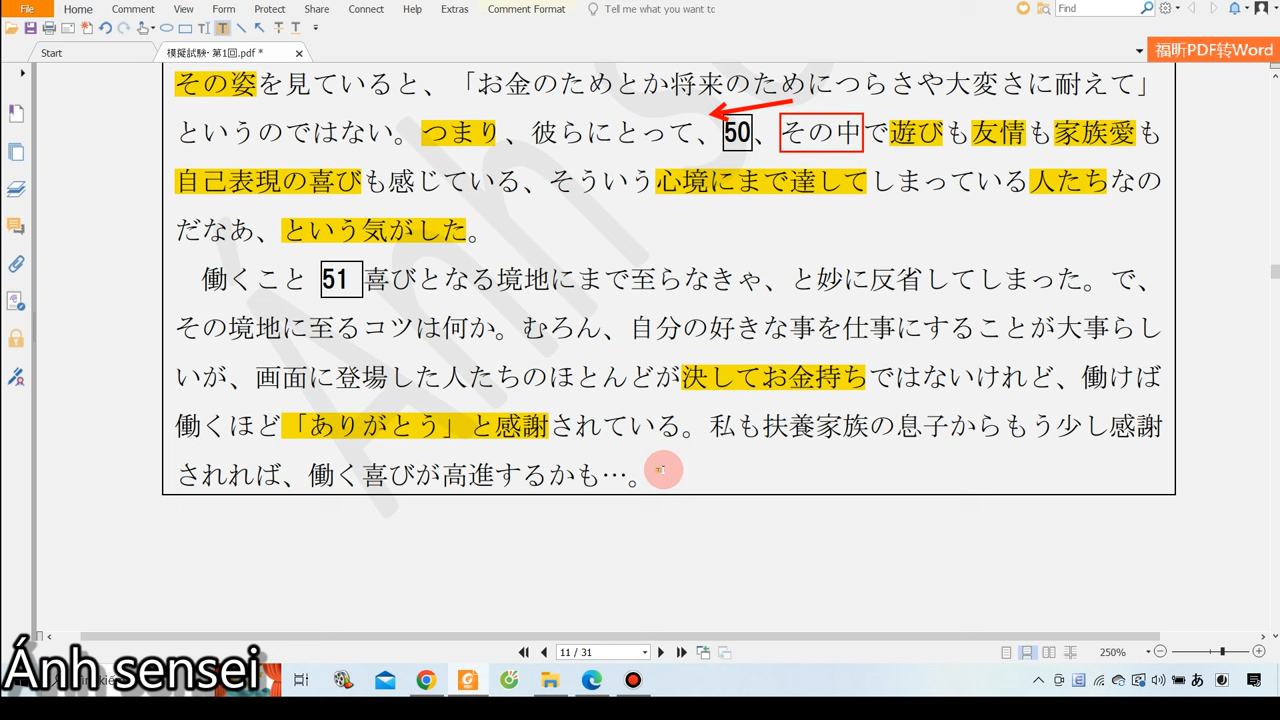 File Home Comment View Form Protect Share Connect Help Extras Comment Format Tell me what you want to Find
Start 模擬試験- 第1回.pdf * 福昕PDF转Word
その姿を見ていると、「お金のためとか将来のためにつらさや大変さに耐えて」
というのではない。つまり、彼らにとって、50、その中で遊びも友情も家族愛も
自己表現の喜びも感じている、そういう心境にまで達してしまっている人たちなの
だなあ、という気がした。
働くこと 51 喜びとなる境地にまで至らなきゃ、と妙に反省してしまった。で、
その境地に至るコツは何か。むろん、自分の好きな事を仕事にすることが大事らし
いが、画面に登場した人たちのほとんどが決してお金持ちではないけれど、働けば
働くほど「ありがとう」と感謝されている。私も扶養家族の息子からもう少し感謝
されれば、働く喜びが高進するかも…。
11 / 31 250%
Ánh sensei